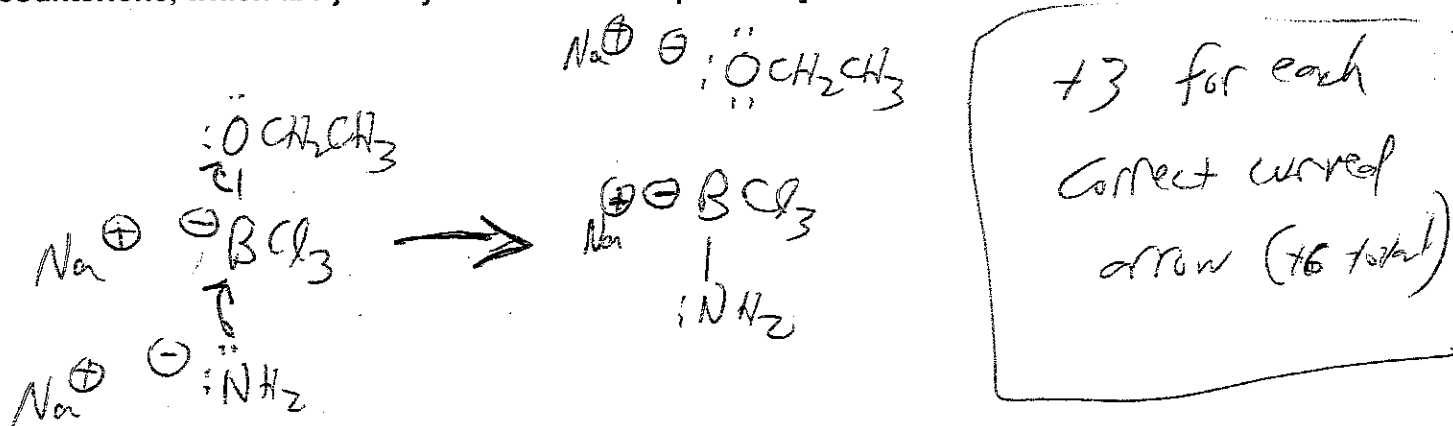 Na⊕ ⊖ :ÖCH2CH3
:ÖCH2CH3
Na⊕ ⊖BCl3
Na⊕ ⊖ :NH2
Na⊕⊖BCl3
:NH2
+3 for each
correct curved
arrow (+6 total)